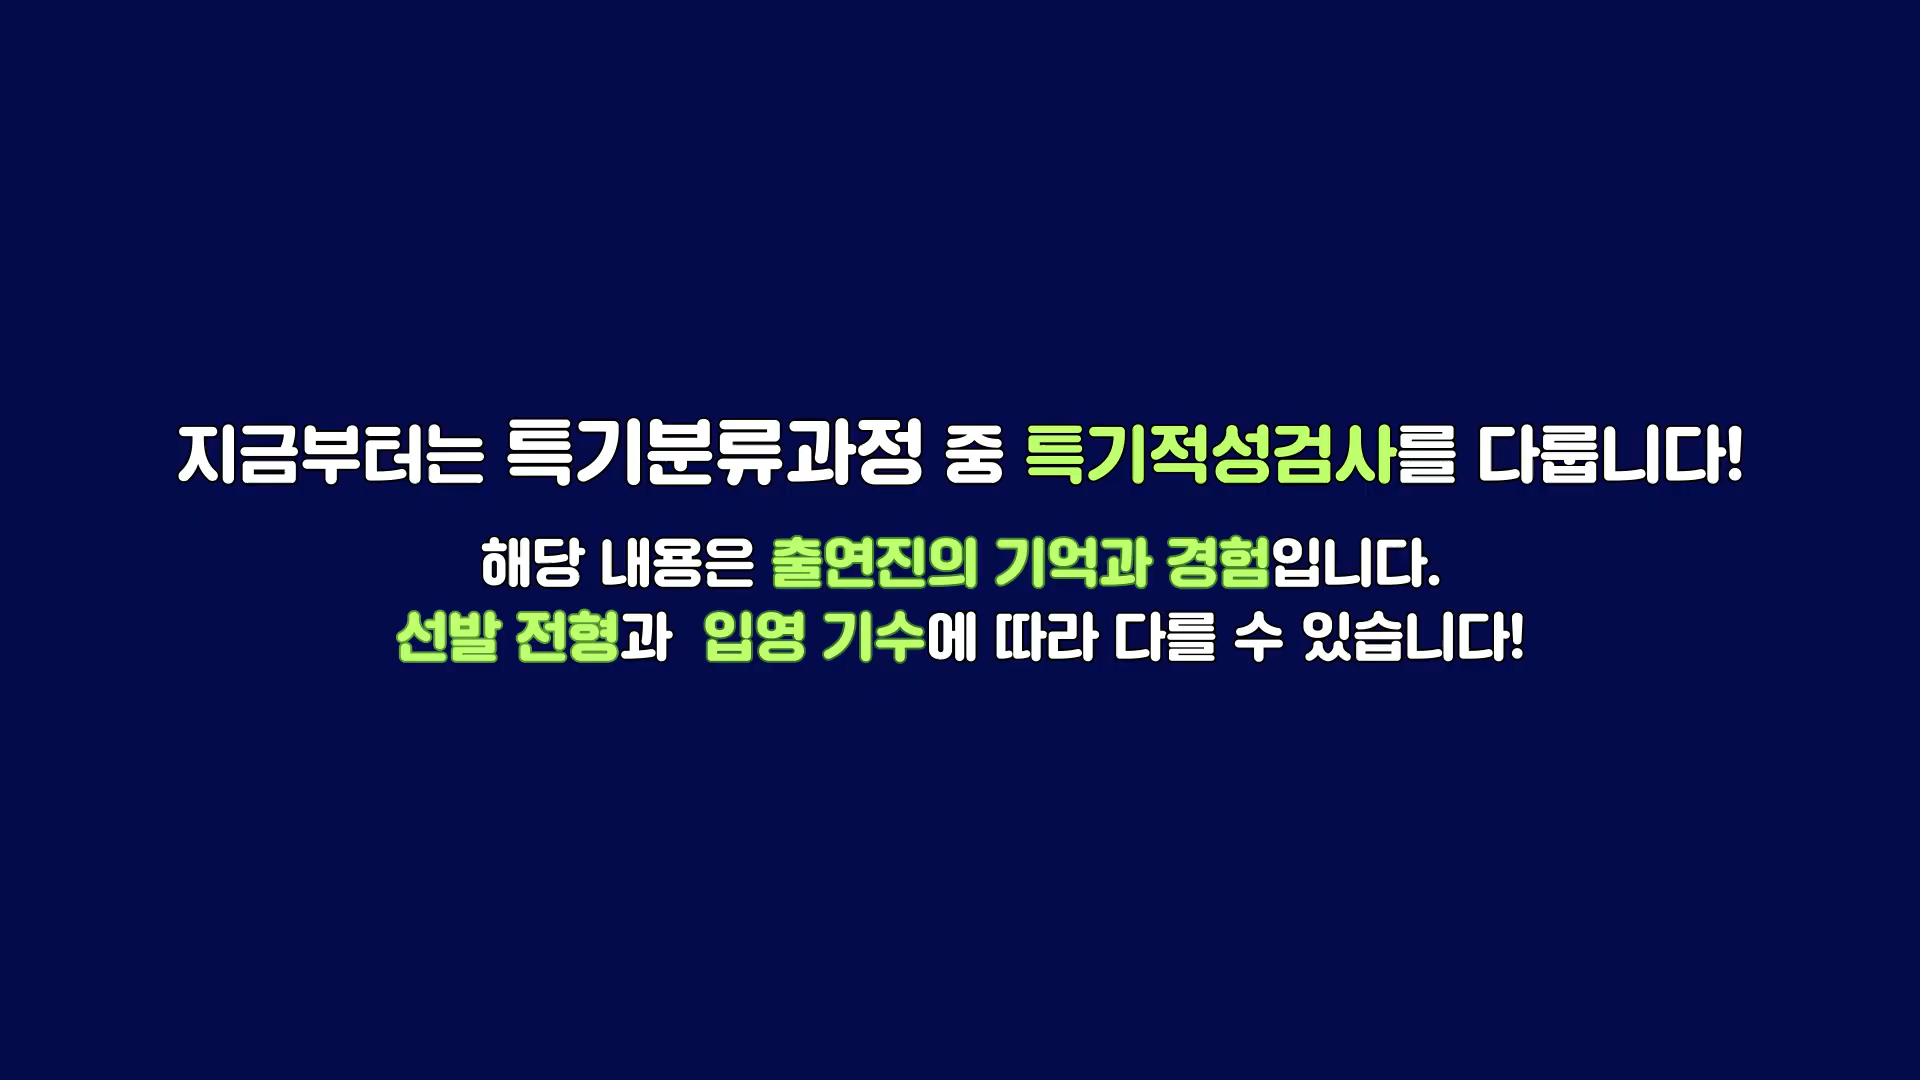 지금부터는 특기분류과정 중 특기적성검사를 다룹니다!
해당 내용은 출연진의 기억과 경험입니다.
선발 전형과 입영 기수에 따라 다를 수 있습니다!